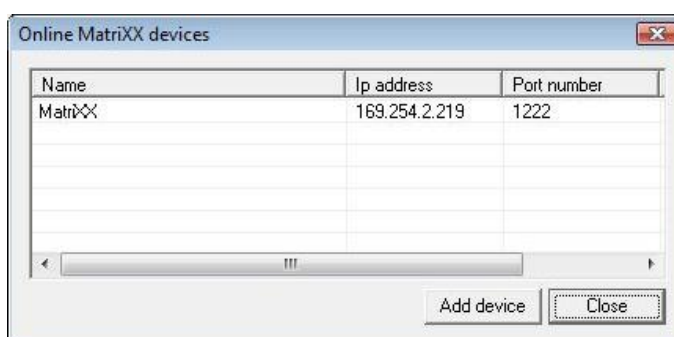 Online MatriXX devices
Name Ip address Port number
MatriXX 169.254.2.219 1222
Add device Close